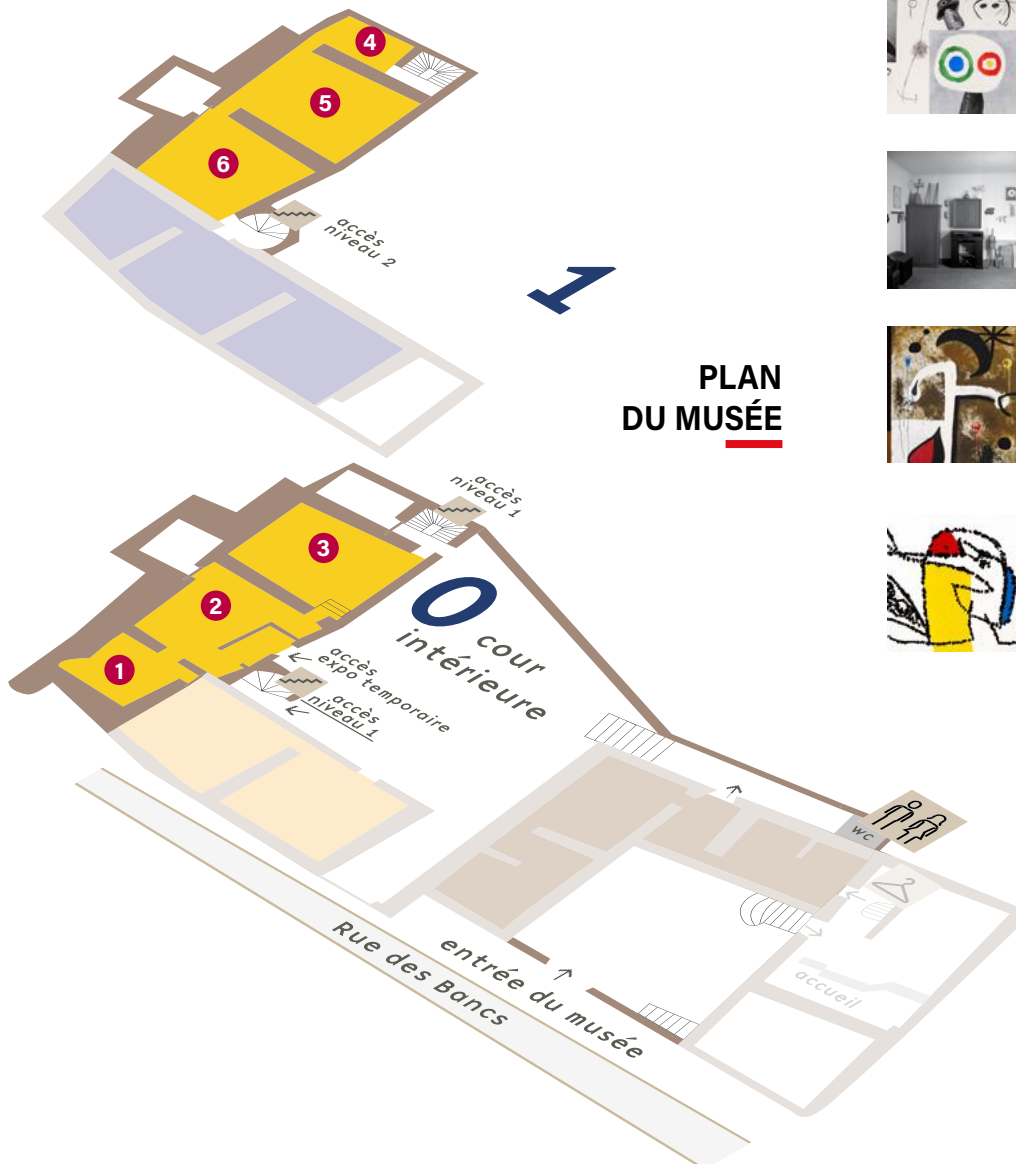 4
5
6
accès
niveau 2
1
PLAN
DU MUSÉE
accès
niveau 1
3
2
1
0
cour
intérieure
accès
expo temporaire
accès
niveau 1
wc
accueil
entrée du musée
Rue des Bancs